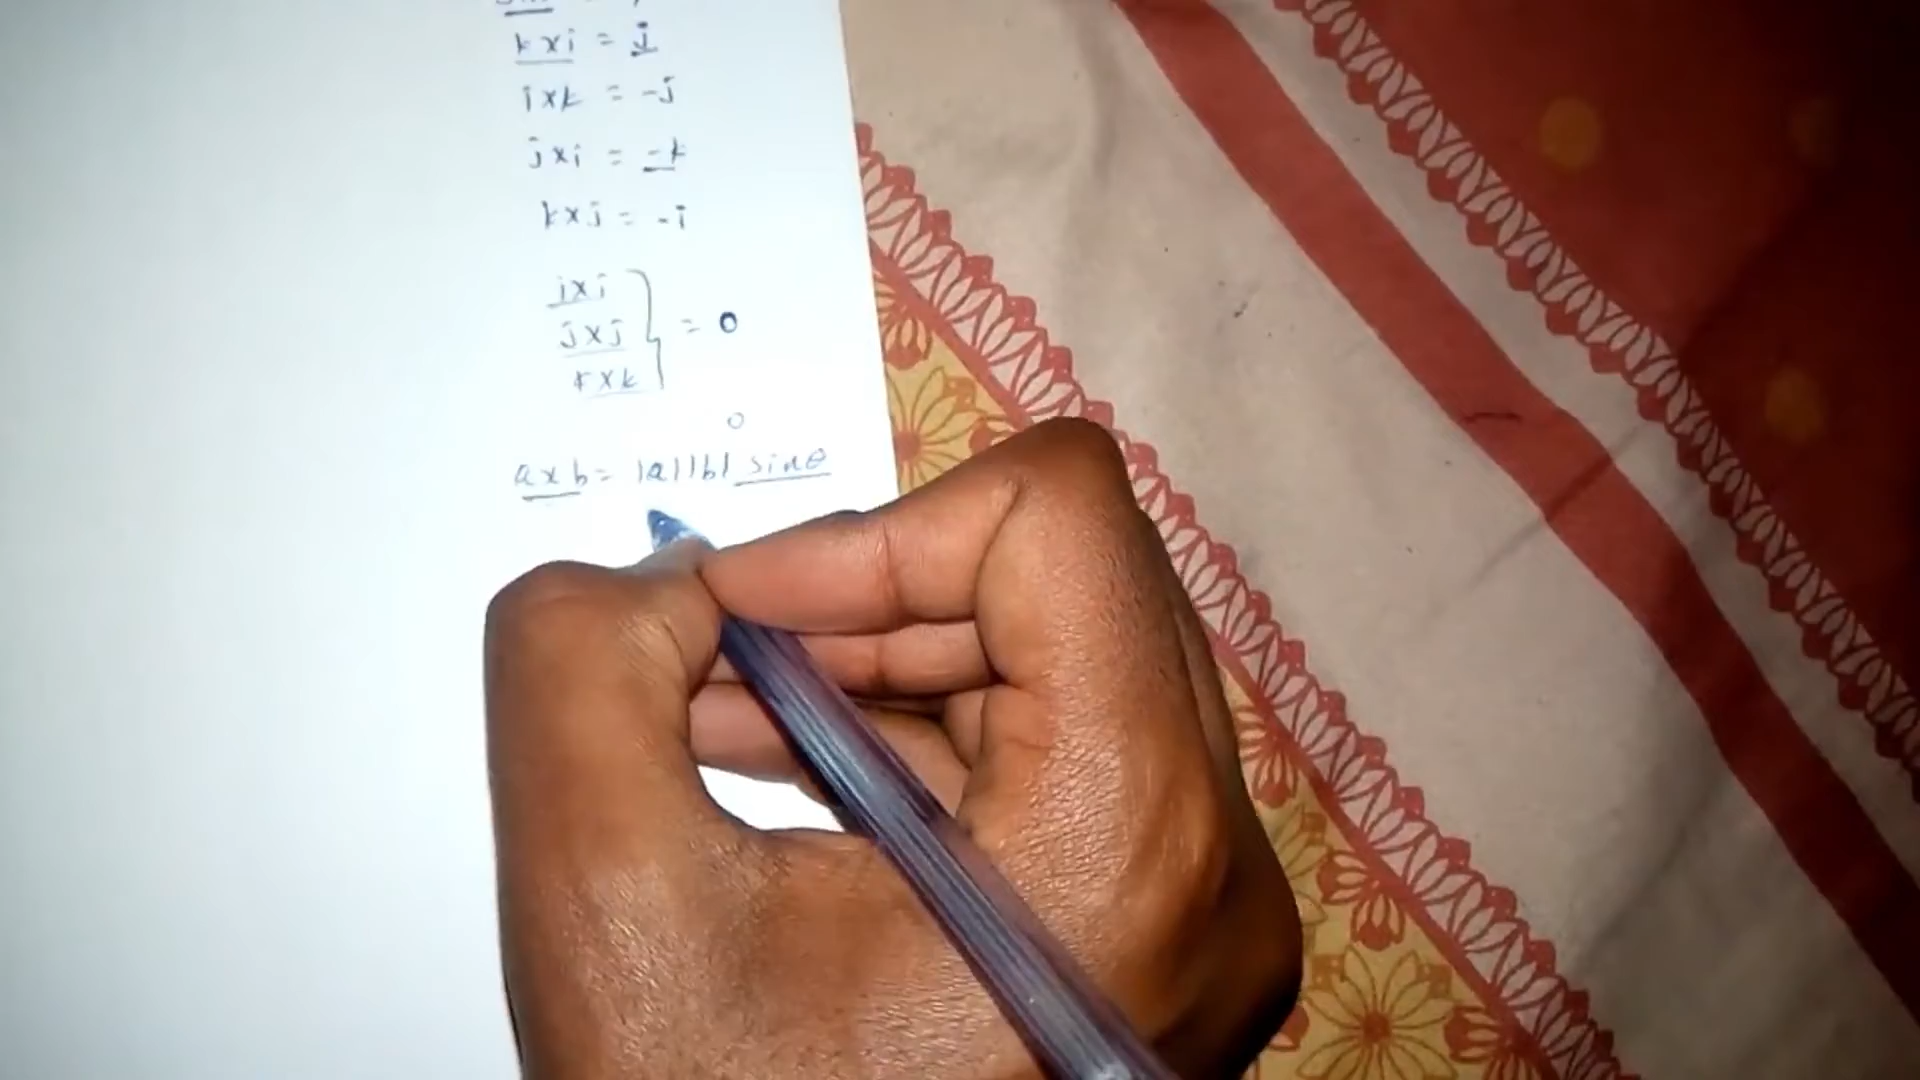 k x i = j
i x k = -j
j x i = -k
k x j = -i
i x i
j x j } = 0
k x k
0
a x b = |a||b| sinθ